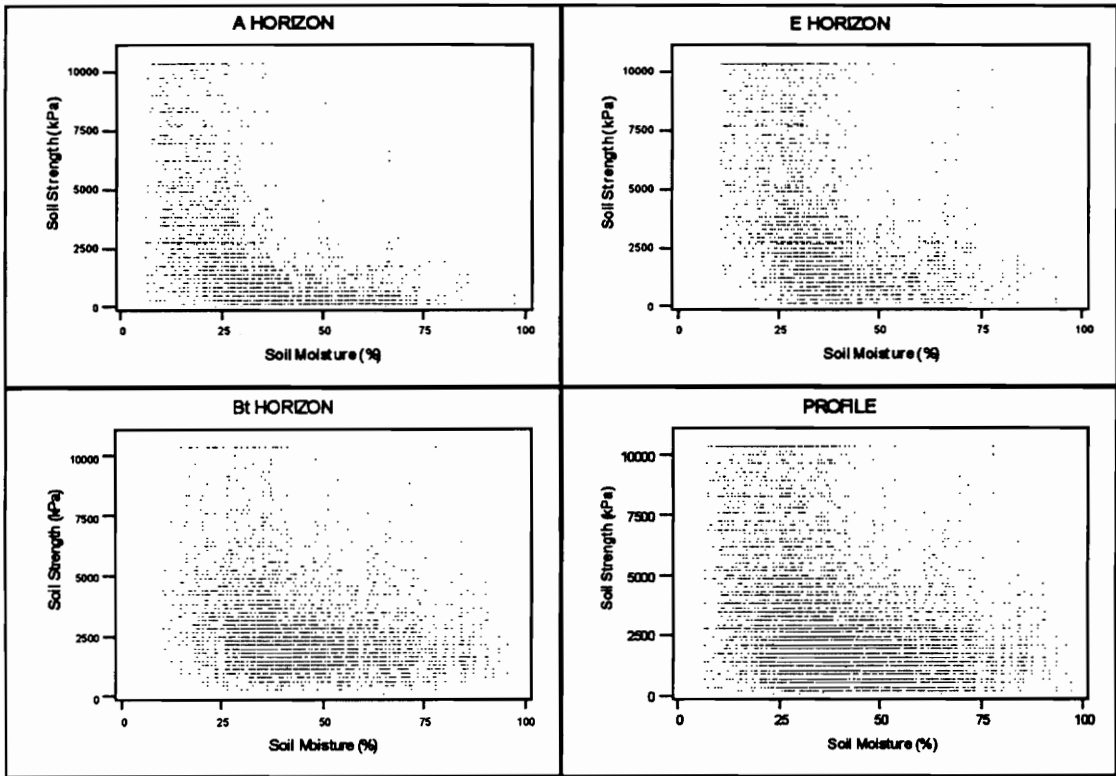 A HORIZON
Soil Strength (kPa)
10000
7500
5000
2500
0
0 25 50 75 100
Soil Moisture (%)
E HORIZON
Soil Strength (kPa)
10000
7500
5000
2500
0
0 25 50 75 100
Soil Moisture (%)
Bt HORIZON
Soil Strength (kPa)
10000
7500
5000
2500
0
0 25 50 75 100
Soil Moisture (%)
PROFILE
Soil Strength (kPa)
10000
7500
5000
2500
0
0 25 50 75 100
Soil Moisture (%)